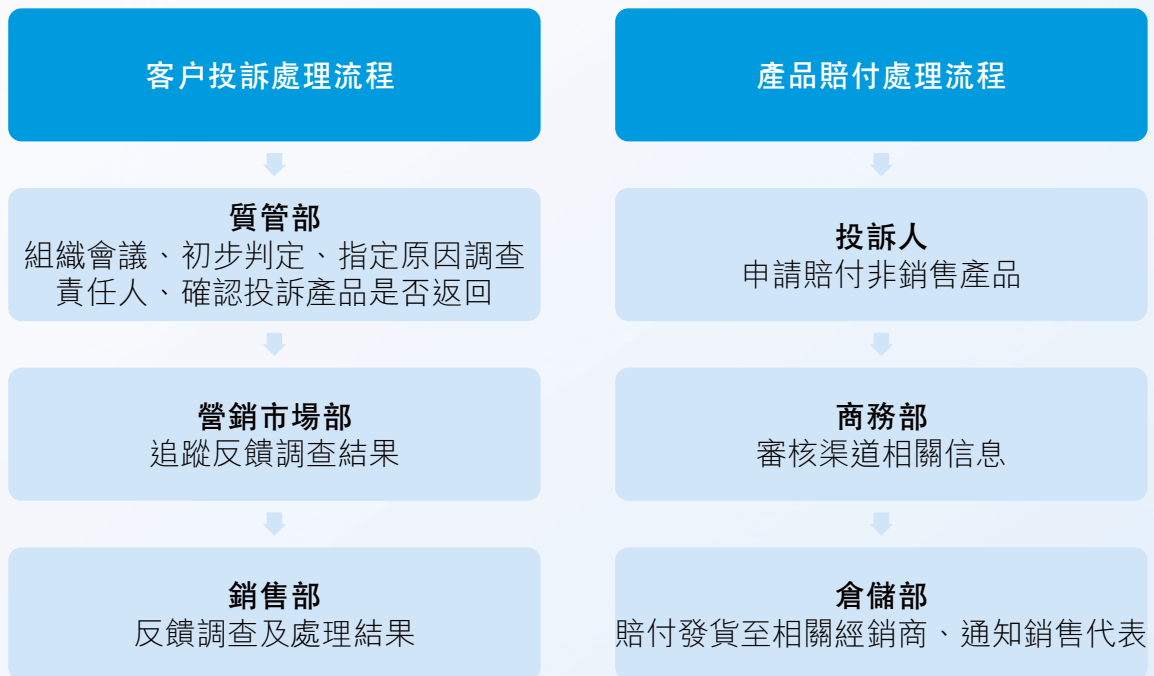 客户投訴處理流程
質管部
組織會議、初步判定、指定原因調查
責任人、確認投訴產品是否返回
營銷市場部
追蹤反饋調查結果
銷售部
反饋調查及處理結果
產品賠付處理流程
投訴人
申請賠付非銷售產品
商務部
審核渠道相關信息
倉儲部
賠付發貨至相關經銷商、通知銷售代表